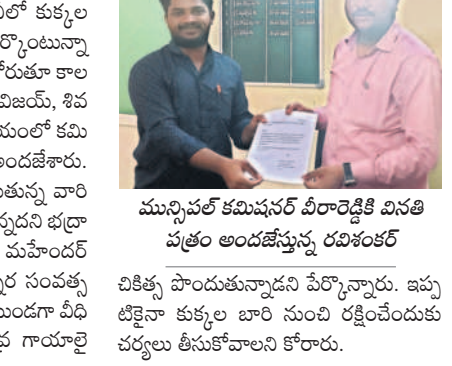 లో కుక్కల
ర్కొంటున్నా
రుతూ కాల
విజయ్, శివ
యంలో కమి
అందజేశారు.
తున్న వారి
న్నదని భద్రా
మహేందర్
ర సంవత్స
ముండగా వీధి
గాయాలై
మున్సిపల్ కమిషనర్ వీరారెడ్డికి వినతి
పత్రం అందజేస్తున్న రవిశంకర్
చికిత్స పొందుతున్నాడని పేర్కొన్నారు. ఇప్ప
టికైనా కుక్కల బారి నుంచి రక్షించేందుకు
చర్యలు తీసుకోవాలని కోరారు.